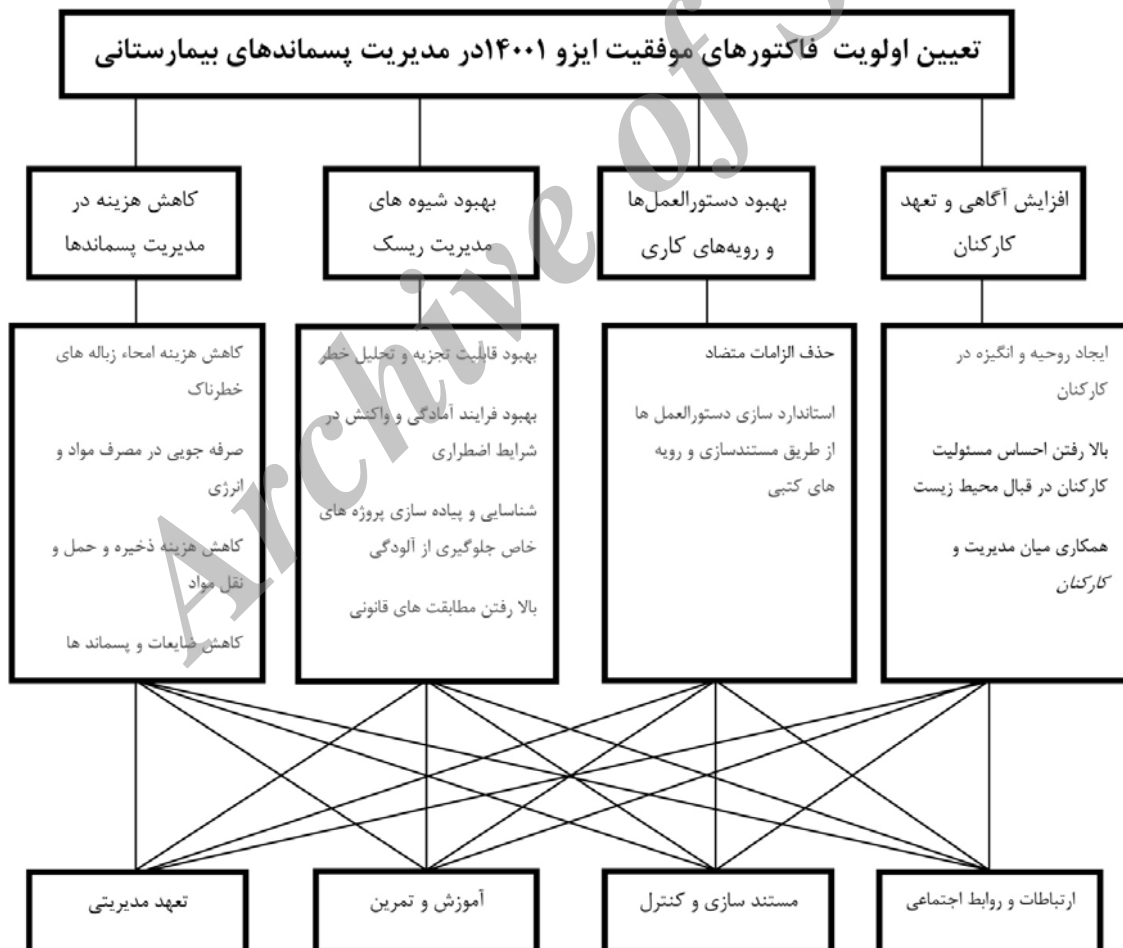 تعیین اولویت فاکتورهای موفقیت ایزو ۱۴۰۰۱در مدیریت پسماندهای بیمارستانی
افزایش آگاهی و تعهد
کارکنان
بهبود دستورالعمل‌ها
و رویه‌های کاری
بهبود شیوه های
مدیریت ریسک
کاهش هزینه در
مدیریت پسماندها
ایجاد روحیه و انگیزه در
کارکنان
بالا رفتن احساس مسئولیت
کارکنان در قبال محیط زیست
همکاری میان مدیریت و
کارکنان
حذف الزامات متضاد
استاندارد سازی دستورالعمل ها
از طریق مستندسازی و رویه
های کتبی
بهبود قابلیت تجزیه و تحلیل خطر
بهبود فرایند آمادگی و واکنش در
شرایط اضطراری
شناسایی و پیاده سازی پروژه های
خاص جلوگیری از آلودگی
بالا رفتن مطابقت های قانونی
کاهش هزینه امحاء زباله های
خطرناک
صرفه جویی در مصرف مواد و
انرژی
کاهش هزینه ذخیره و حمل و
نقل مواد
کاهش ضایعات و پسماند ها
ارتباطات و روابط اجتماعی
مستند سازی و کنترل
آموزش و تمرین
تعهد مدیریتی
Archive of